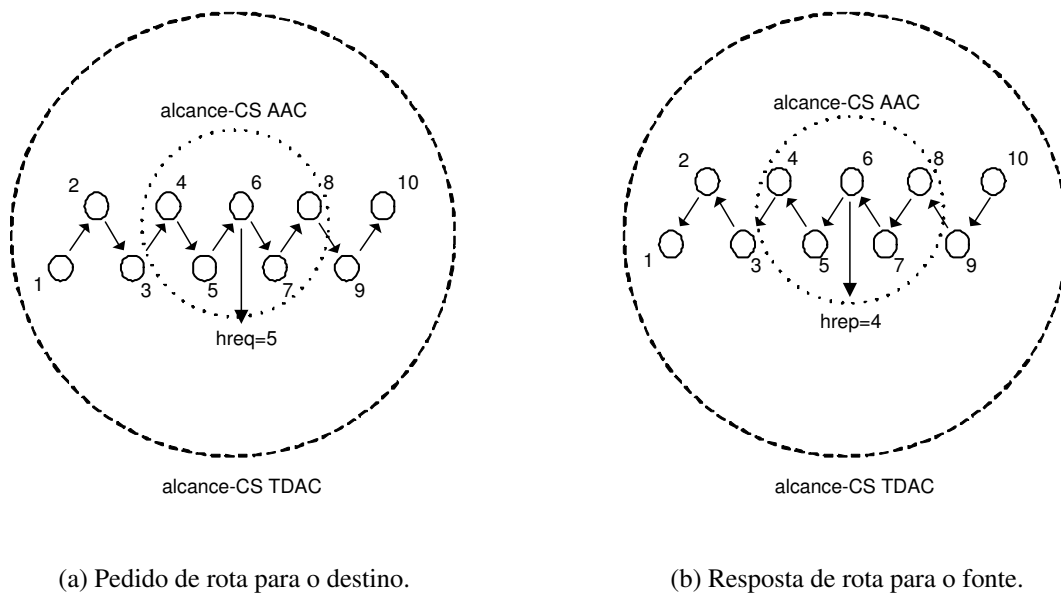 alcance-CS AAC
2
4
6
8
10
1
3
5
7
9
hreq=5
alcance-CS TDAC
(a) Pedido de rota para o destino.
alcance-CS AAC
2
4
6
8
10
1
3
5
7
9
hrep=4
alcance-CS TDAC
(b) Resposta de rota para o fonte.